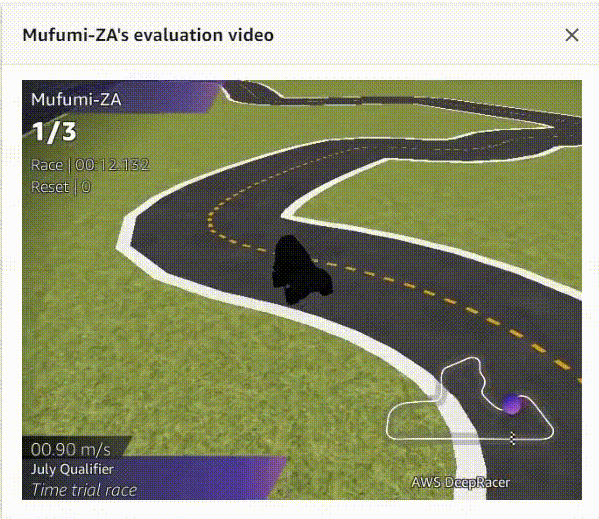 Mufumi-ZA's evaluation video
Mufumi-ZA
1/3
Race | 00:12.132
Reset | 0
00.90 m/s
July Qualifier
Time trial race
AWS DeepRacer